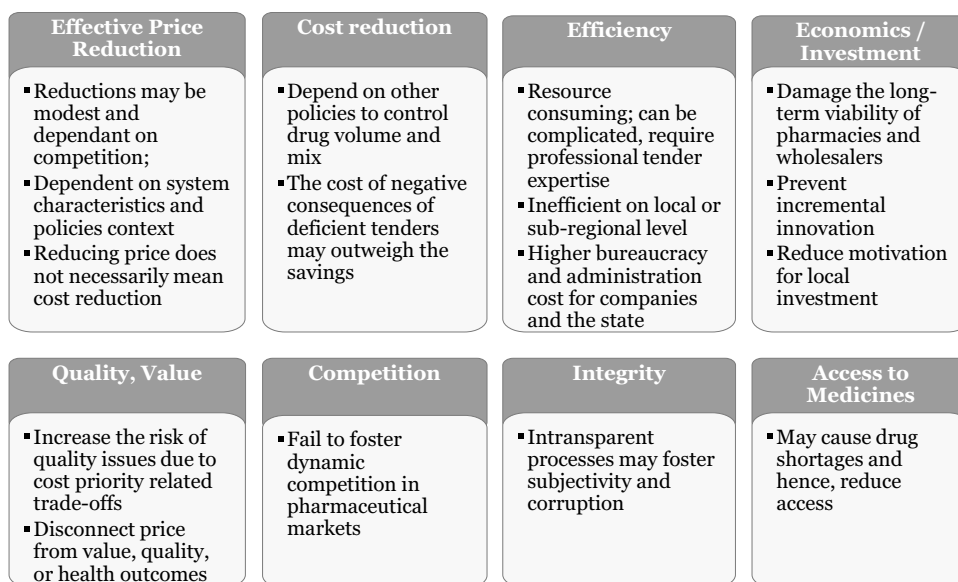 Effective Price
Reduction
▪Reductions may be
modest and
dependant on
competition;
▪Dependent on system
characteristics and
policies context
▪Reducing price does
not necessarily mean
cost reduction
Cost reduction
▪Depend on other
policies to control
drug volume and
mix
▪The cost of negative
consequences of
deficient tenders
may outweigh the
savings
Efficiency
▪Resource
consuming; can be
complicated, require
professional tender
expertise
▪Inefficient on local or
sub-regional level
▪Higher bureaucracy
and administration
cost for companies
and the state
Economics /
Investment
▪Damage the long-
term viability of
pharmacies and
wholesalers
▪Prevent
incremental
innovation
▪Reduce motivation
for local
investment
Quality, Value
▪Increase the risk of
quality issues due to
cost priority related
trade-offs
▪Disconnect price
from value, quality,
or health outcomes
Competition
▪Fail to foster
dynamic
competition in
pharmaceutical
markets
Integrity
▪Intransparent
processes may foster
subjectivity and
corruption
Access to
Medicines
▪May cause drug
shortages and
hence, reduce
access